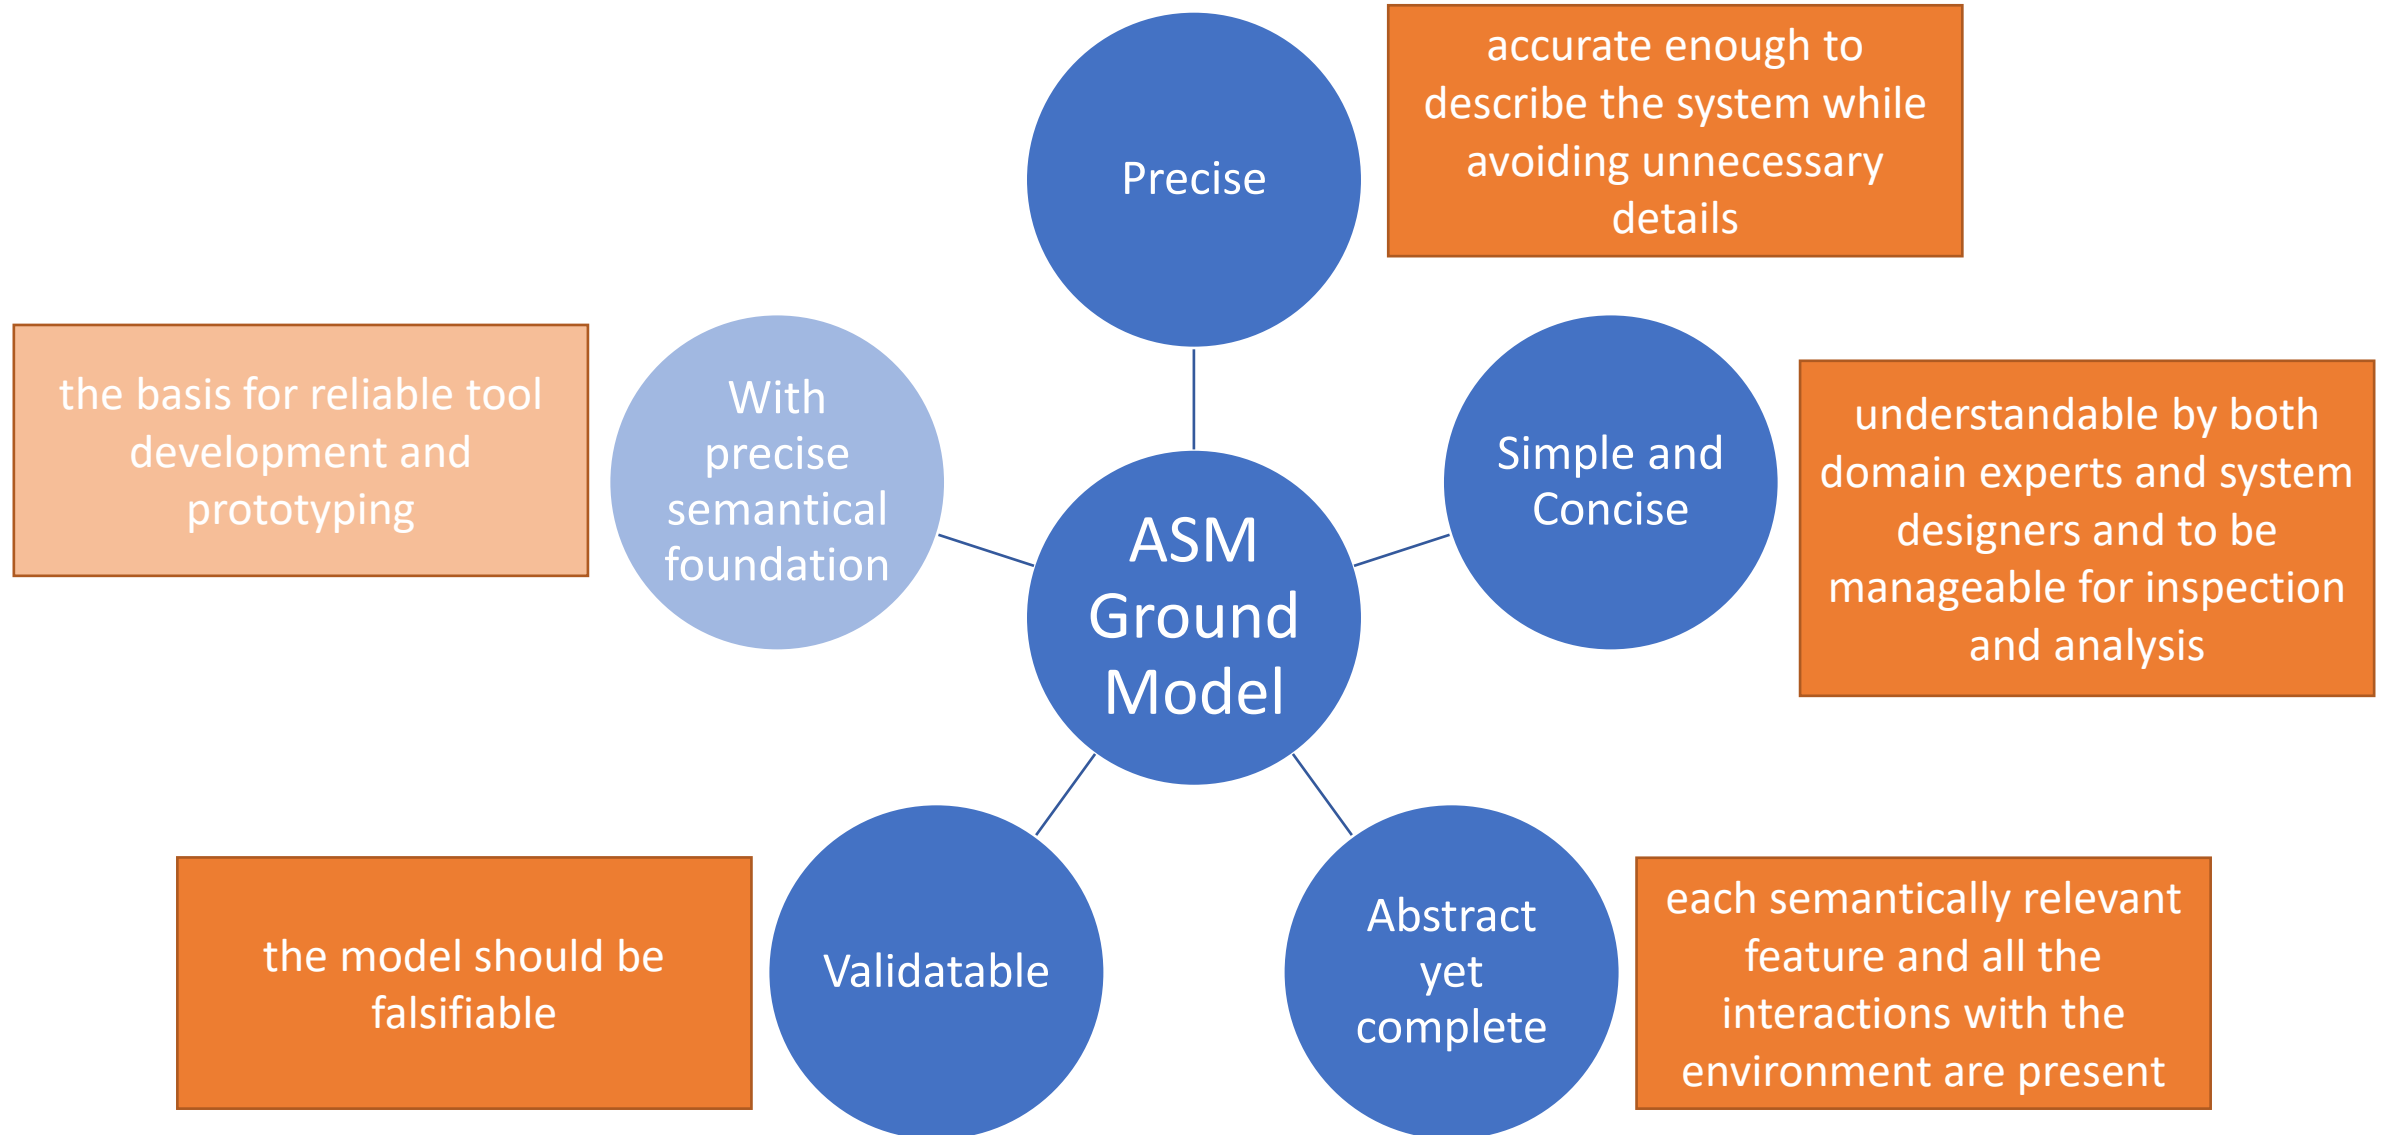 Precise
accurate enough to
describe the system while
avoiding unnecessary
details
the basis for reliable tool
development and
prototyping
With
precise
semantical
foundation
ASM
Ground
Model
Simple and
Concise
understandable by both
domain experts and system
designers and to be
manageable for inspection
and analysis
the model should be
falsifiable
Validatable
Abstract
yet
complete
each semantically relevant
feature and all the
interactions with the
environment are present